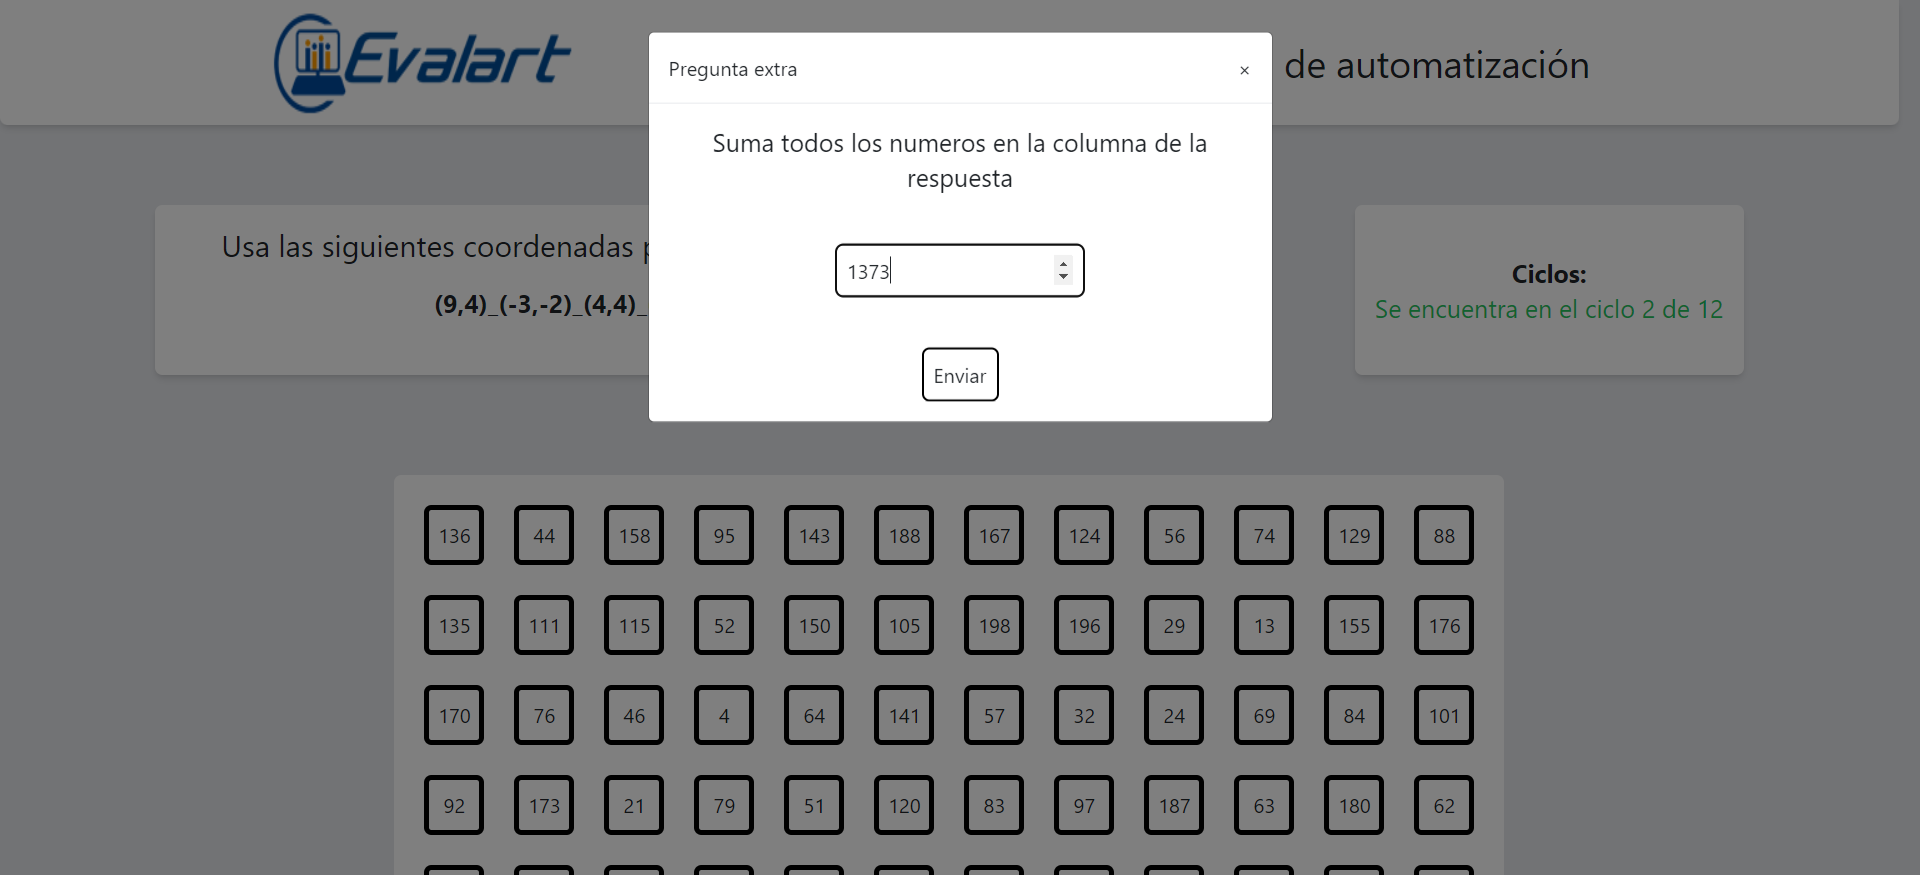 Evalart
de automatización
Pregunta extra
×
Suma todos los numeros en la columna de la
respuesta
1373
Enviar
Usa las siguientes coordenadas
(9,4)_(-3,-2)_(4,4)_
Ciclos:
Se encuentra en el ciclo 2 de 12
136 44 158 95 143 188 167 124 56 74 129 88
135 111 115 52 150 105 198 196 29 13 155 176
170 76 46 4 64 141 57 32 24 69 84 101
92 173 21 79 51 120 83 97 187 63 180 62